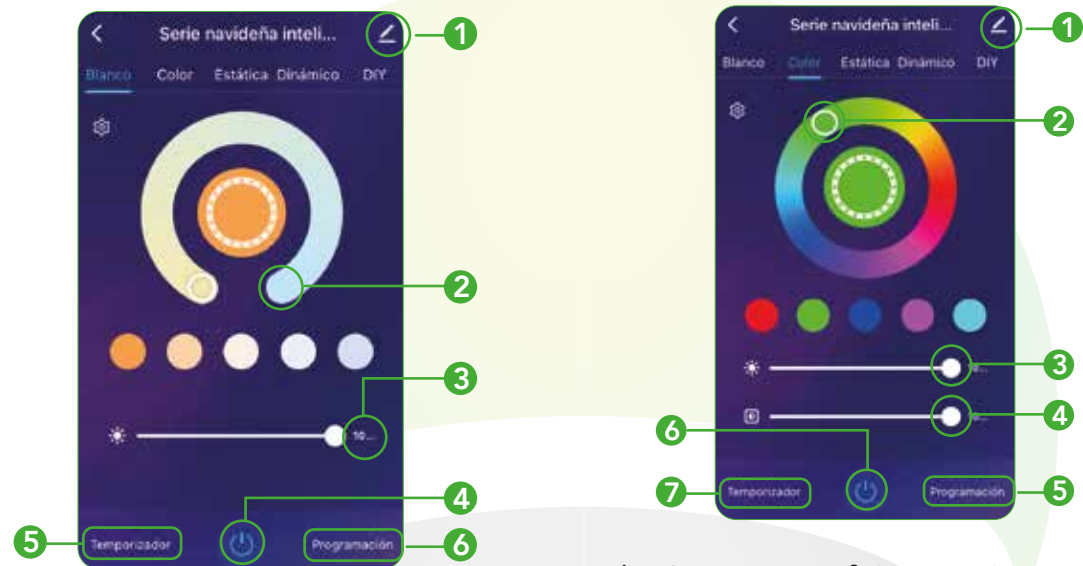 Serie navideña inteli...
1
Blanco Color Estática Dinámico DIY
2
3
10...
4
5
Temporizador
Programación
6
Serie navideña inteli...
1
Blanco Color Estática Dinámico DIY
2
3
4
6
7
Temporizador
Programación
5